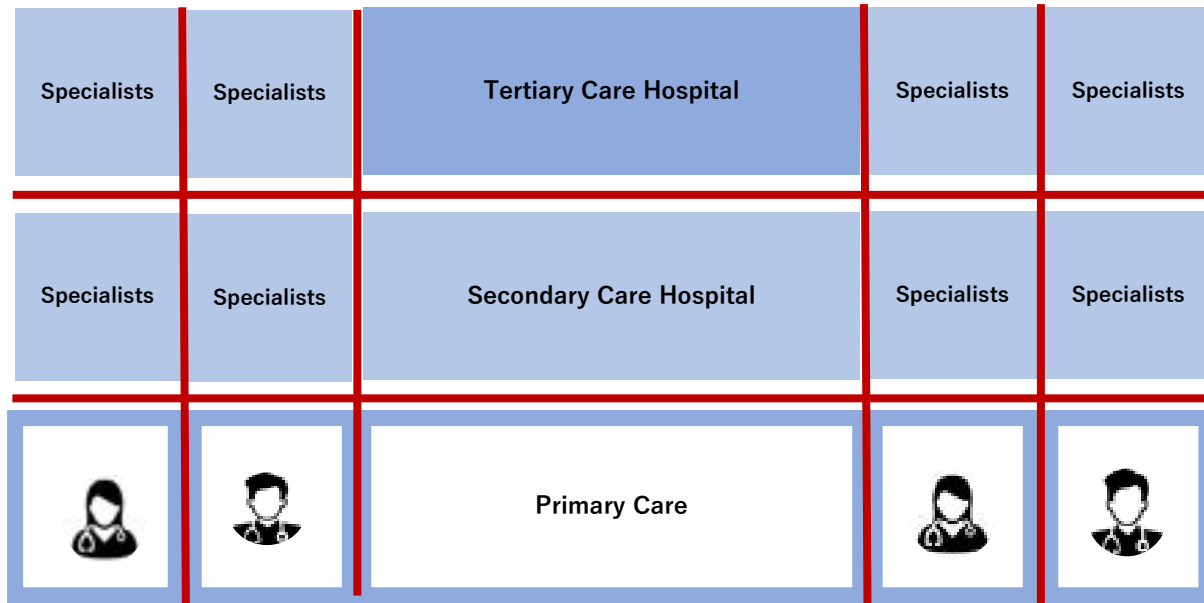 Specialists
Specialists
Tertiary Care Hospital
Specialists
Specialists
Specialists
Specialists
Secondary Care Hospital
Specialists
Specialists
Primary Care